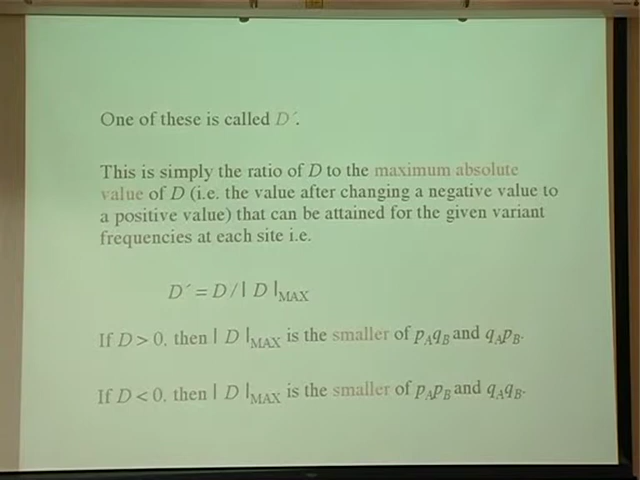 One of these is called D´.
This is simply the ratio of D to the maximum absolute
value of D (i.e. the value after changing a negative value to
a positive value) that can be attained for the given variant
frequencies at each site i.e.
D´ = D / | D |MAX
If D > 0, then | D |MAX is the smaller of pAqB and qApB.
If D < 0, then | D |MAX is the smaller of pApB and qAqB.